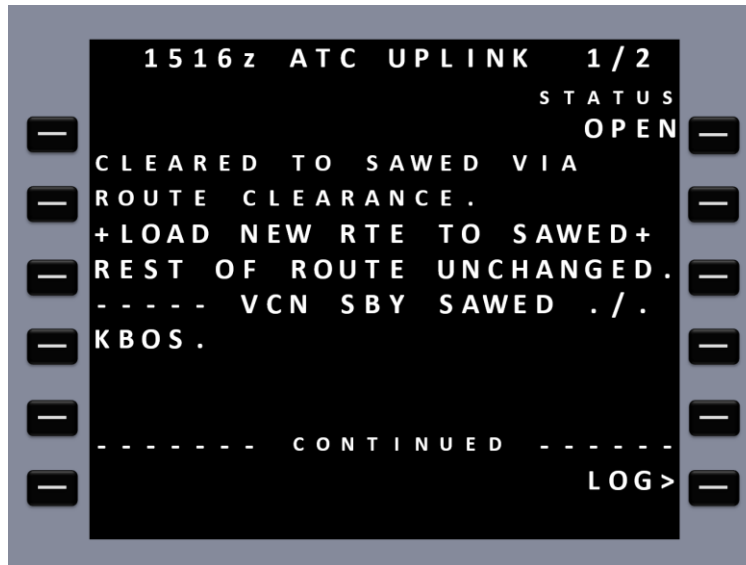 1516z ATC UPLINK 1/2
STATUS
OPEN
CLEARED TO SAWED VIA
ROUTE CLEARANCE.
+LOAD NEW RTE TO SAWED+
REST OF ROUTE UNCHANGED.
----- VCN SBY SAWED ./.
KBOS.
------- CONTINUED ------
LOG>